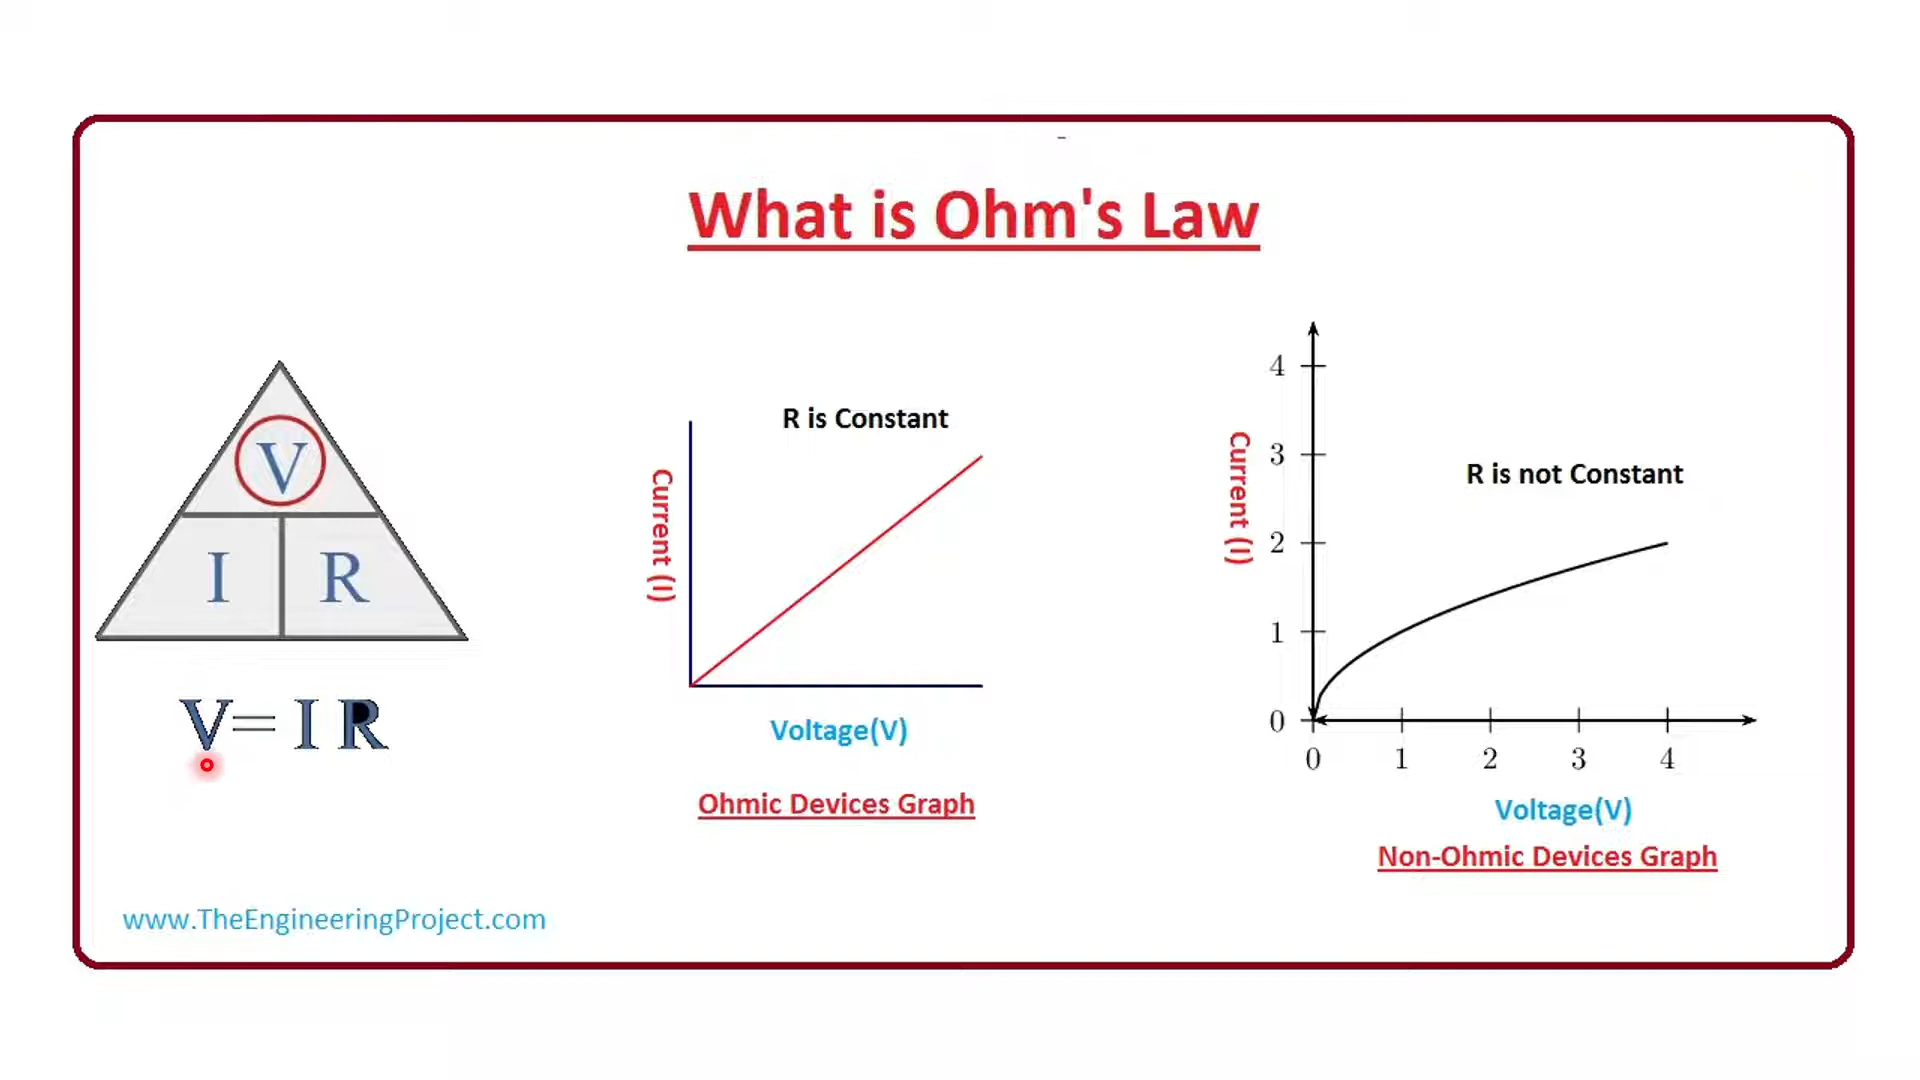 What is Ohm's Law
V
I R
V= I R
www.TheEngineeringProject.com
R is Constant
Current (I)
Voltage(V)
Ohmic Devices Graph
4
3
2
1
0
0 1 2 3 4
Current (I)
R is not Constant
Voltage(V)
Non-Ohmic Devices Graph